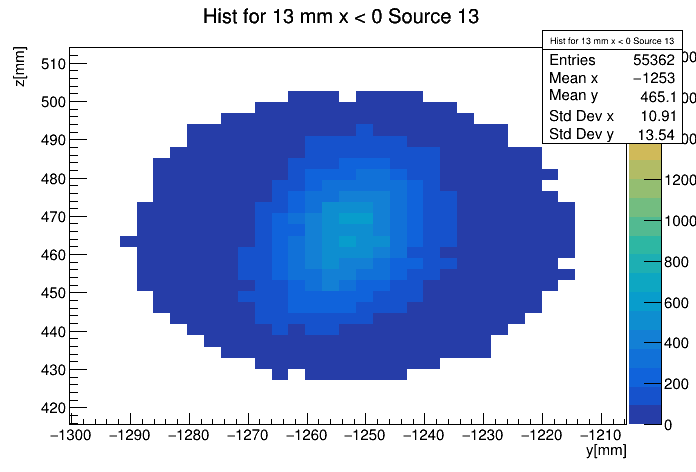 Hist for 13 mm x < 0 Source 13
Hist for 13 mm x < 0 Source 13
Entries 55362
Mean x −1253
Mean y 465.1
Std Dev x 10.91
Std Dev y 13.54
z[mm]
510
500
490
480
470
460
450
440
430
420
1200
1000
800
600
400
200
0
−1300 −1290 −1280 −1270 −1260 −1250 −1240 −1230 −1220 −1210
y[mm]